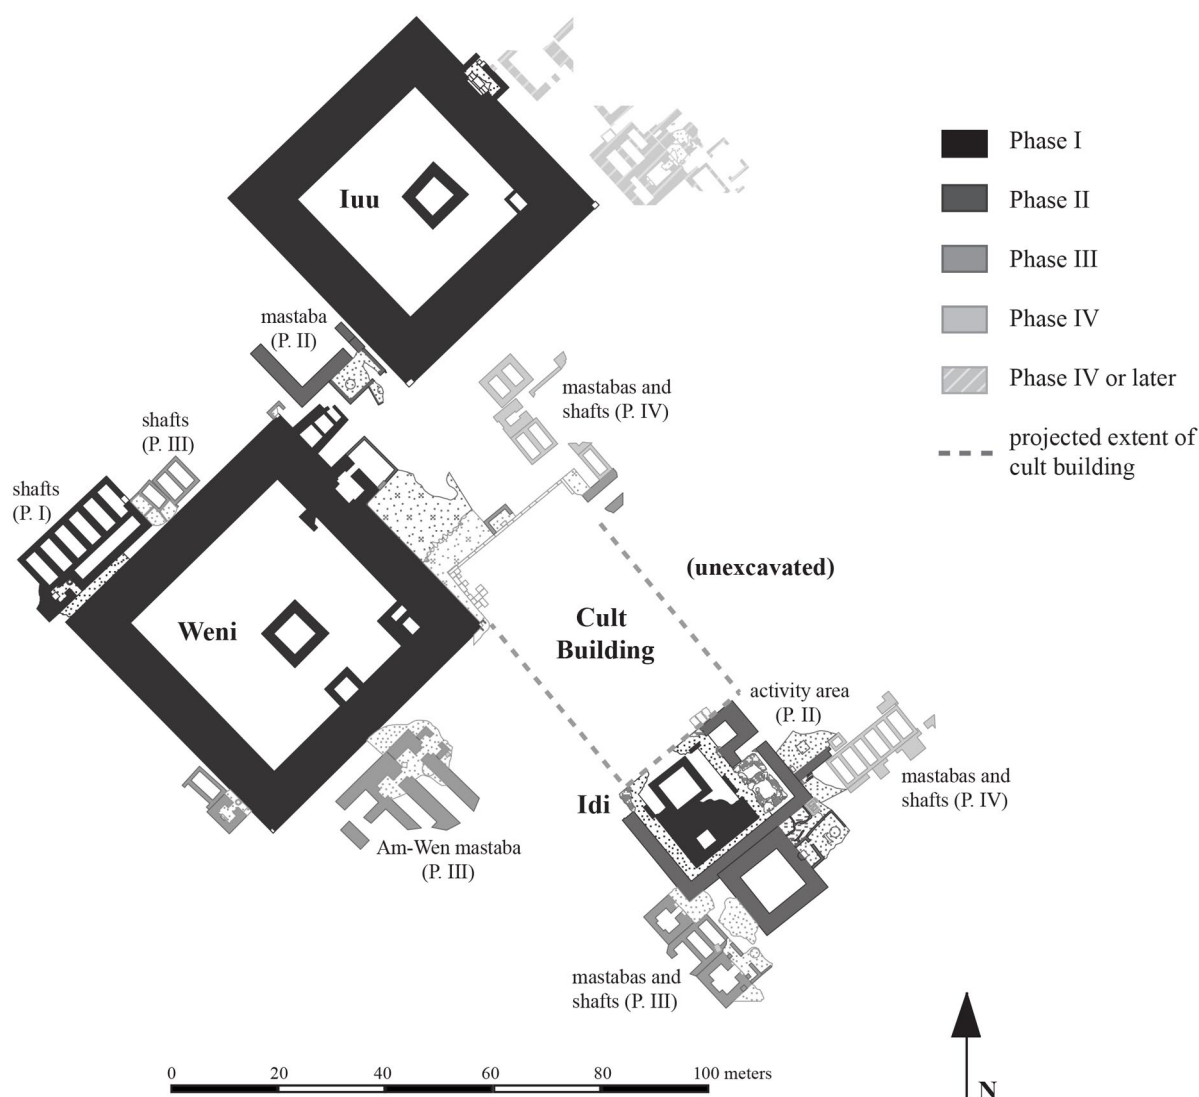 Iuu
mastaba
(P. II)
mastabas and
shafts (P. IV)
shafts
(P. III)
shafts
(P. I)
Weni
(unexcavated)
Cult
Building
activity area
(P. II)
mastabas and
shafts (P. IV)
Idi
Am-Wen mastaba
(P. III)
mastabas and
shafts (P. III)
Phase I
Phase II
Phase III
Phase IV
Phase IV or later
projected extent of
cult building
0 20 40 60 80 100 meters
N